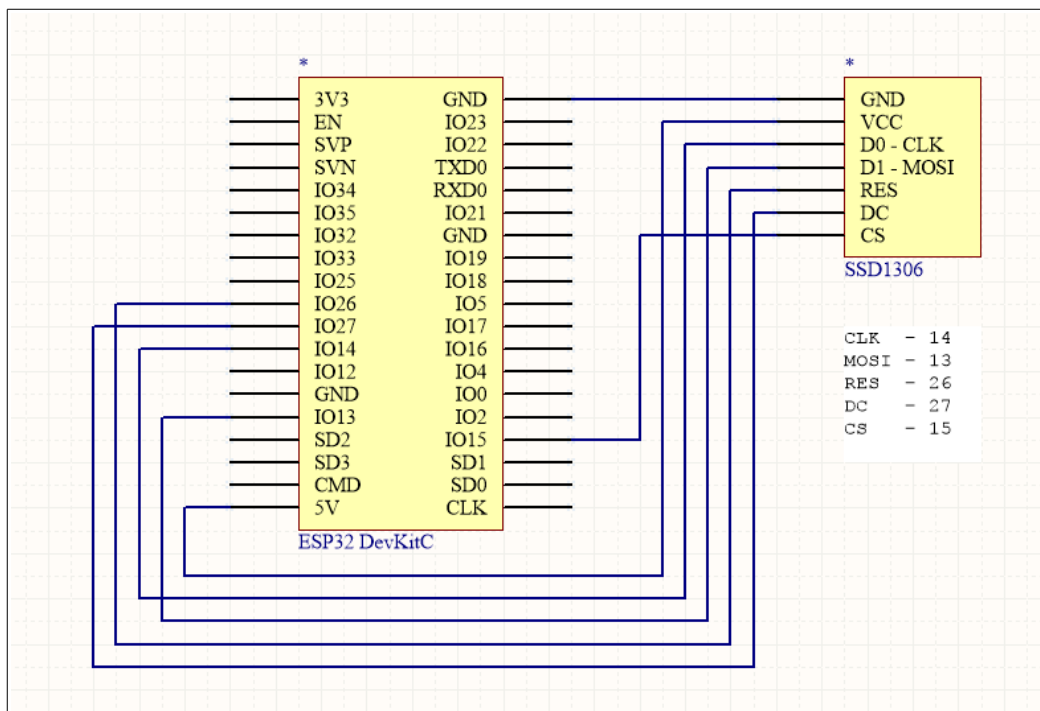 *
3V3
EN
SVP
SVN
IO34
IO35
IO32
IO33
IO25
IO26
IO27
IO14
IO12
GND
IO13
SD2
SD3
CMD
5V
GND
IO23
IO22
TXD0
RXD0
IO21
GND
IO19
IO18
IO5
IO17
IO16
IO4
IO0
IO2
IO15
SD1
SD0
CLK
ESP32 DevKitC
*
GND
VCC
D0 - CLK
D1 - MOSI
RES
DC
CS
SSD1306
CLK - 14
MOSI - 13
RES - 26
DC - 27
CS - 15